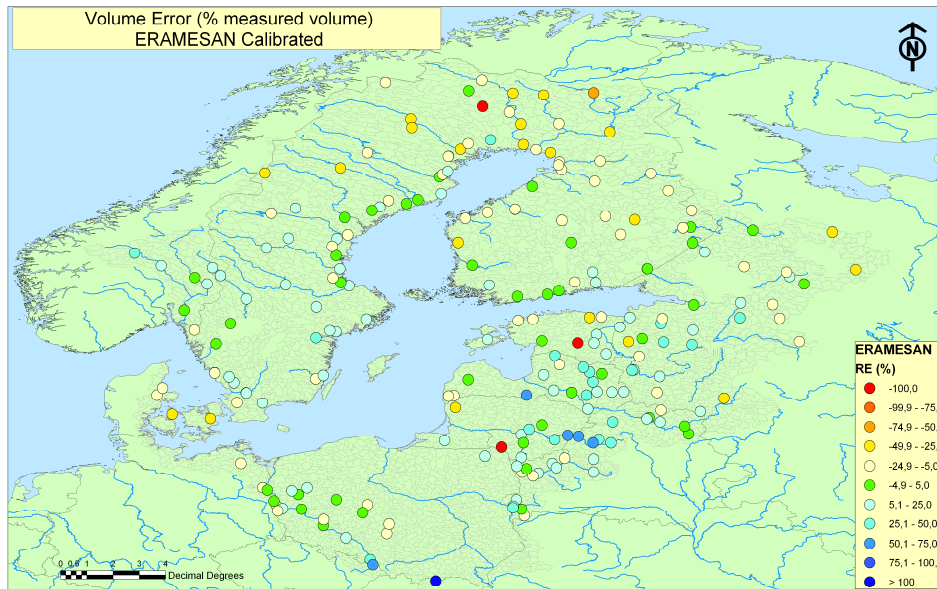 Volume Error (% measured volume)
ERAMESAN Calibrated
N
ERAMESAN
RE (%)
-100,0
-99,9 - -75,
-74,9 - -50,
-49,9 - -25,
-24,9 - -5,0
-4,9 - 5,0
5,1 - 25,0
25,1 - 50,0
50,1 - 75,0
75,1 - 100,
> 100
0 0,5 1 2 3 4
Decimal Degrees